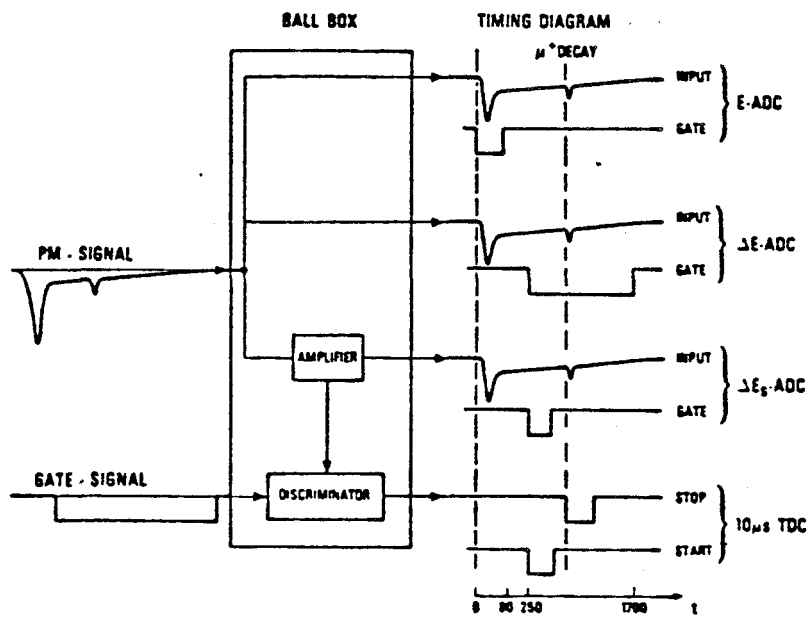 BALL BOX
TIMING DIAGRAM
μ⁺ DECAY
INPUT
E-ADC
GATE
INPUT
PM - SIGNAL
ΔE-ADC
GATE
AMPLIFIER
INPUT
ΔEs-ADC
GATE
GATE - SIGNAL
DISCRIMINATOR
STOP
10μs TDC
START
0 80 250 1700 t